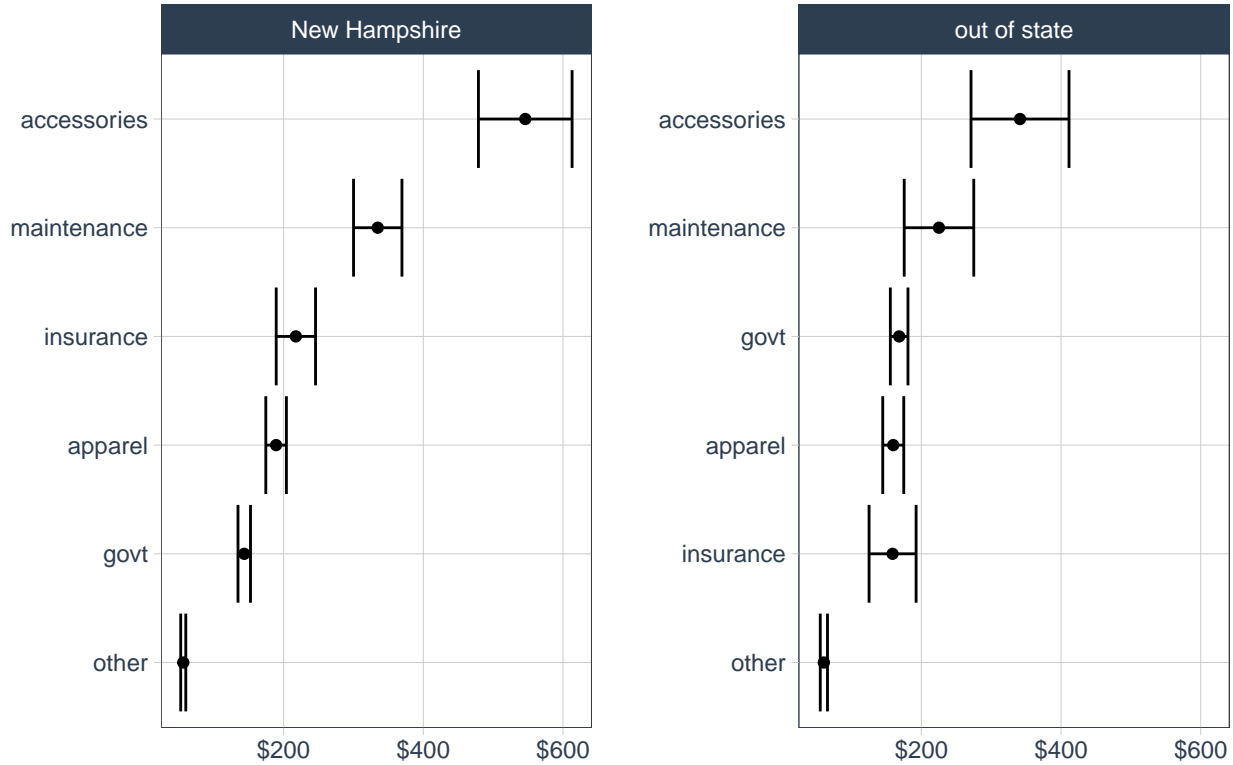 New Hampshire
accessories
maintenance
insurance
apparel
govt
other
$200 $400 $600
out of state
accessories
maintenance
govt
apparel
insurance
other
$200 $400 $600